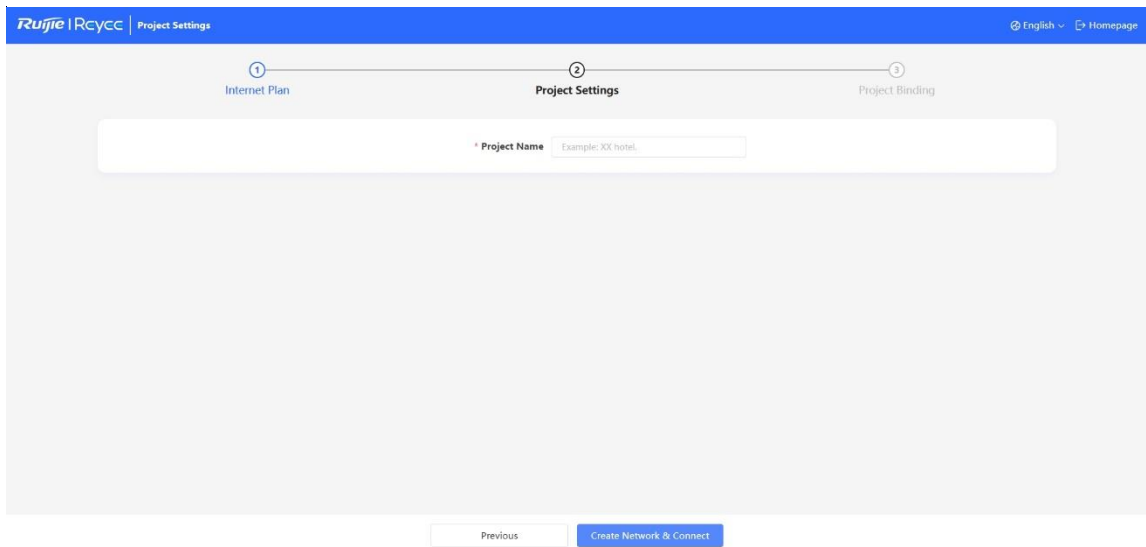 Ruijie | Reyee | Project Settings
English
Homepage
1
2
3
Internet Plan
Project Settings
Project Binding
* Project Name
Example: XX hotel.
Previous
Create Network & Connect